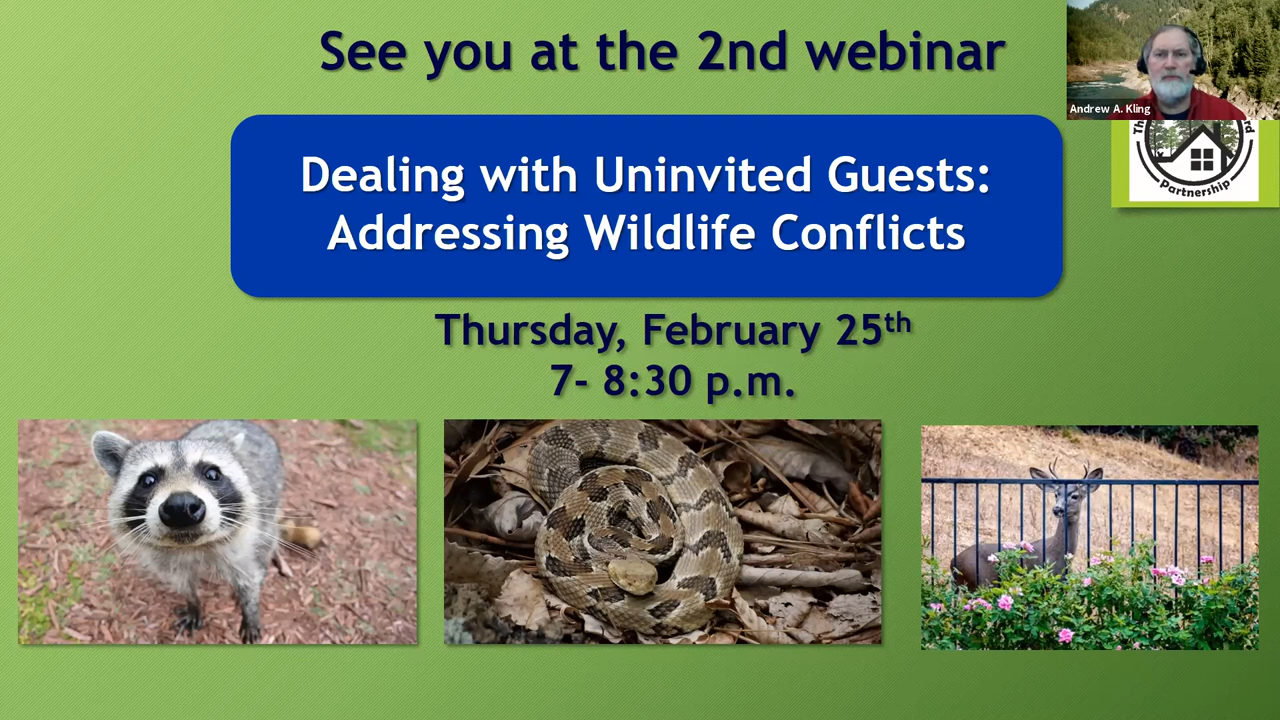 See you at the 2nd webinar
Andrew A. Kling
Dealing with Uninvited Guests:
Addressing Wildlife Conflicts
Partnership
Thursday, February 25th
7- 8:30 p.m.